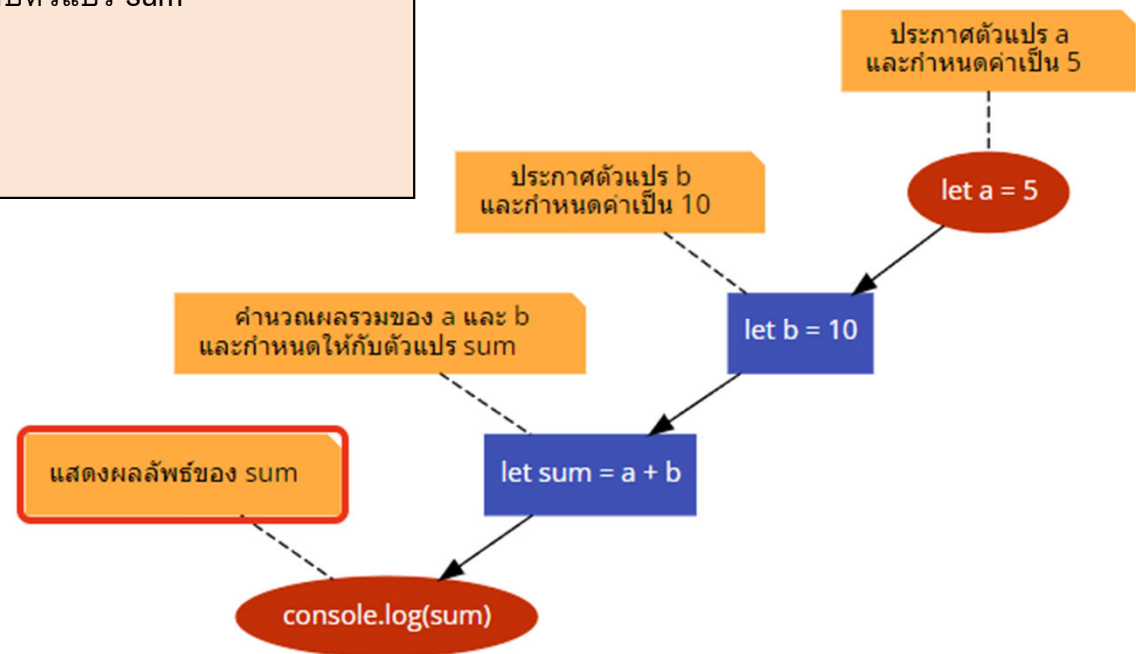 sum
ประกาศตัวแปร a
และกำหนดค่าเป็น 5
let a = 5
ประกาศตัวแปร b
และกำหนดค่าเป็น 10
let b = 10
คำนวณผลรวมของ a และ b
และกำหนดให้กับตัวแปร sum
let sum = a + b
แสดงผลลัพธ์ของ sum
console.log(sum)